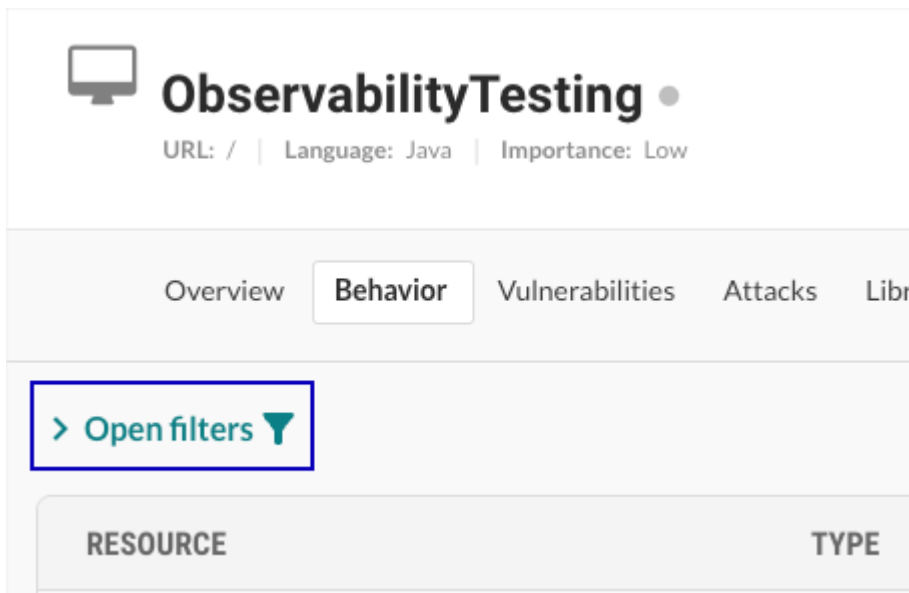 ObservabilityTesting
URL: / Language: Java Importance: Low
Overview Behavior Vulnerabilities Attacks
Open filters
RESOURCE TYPE